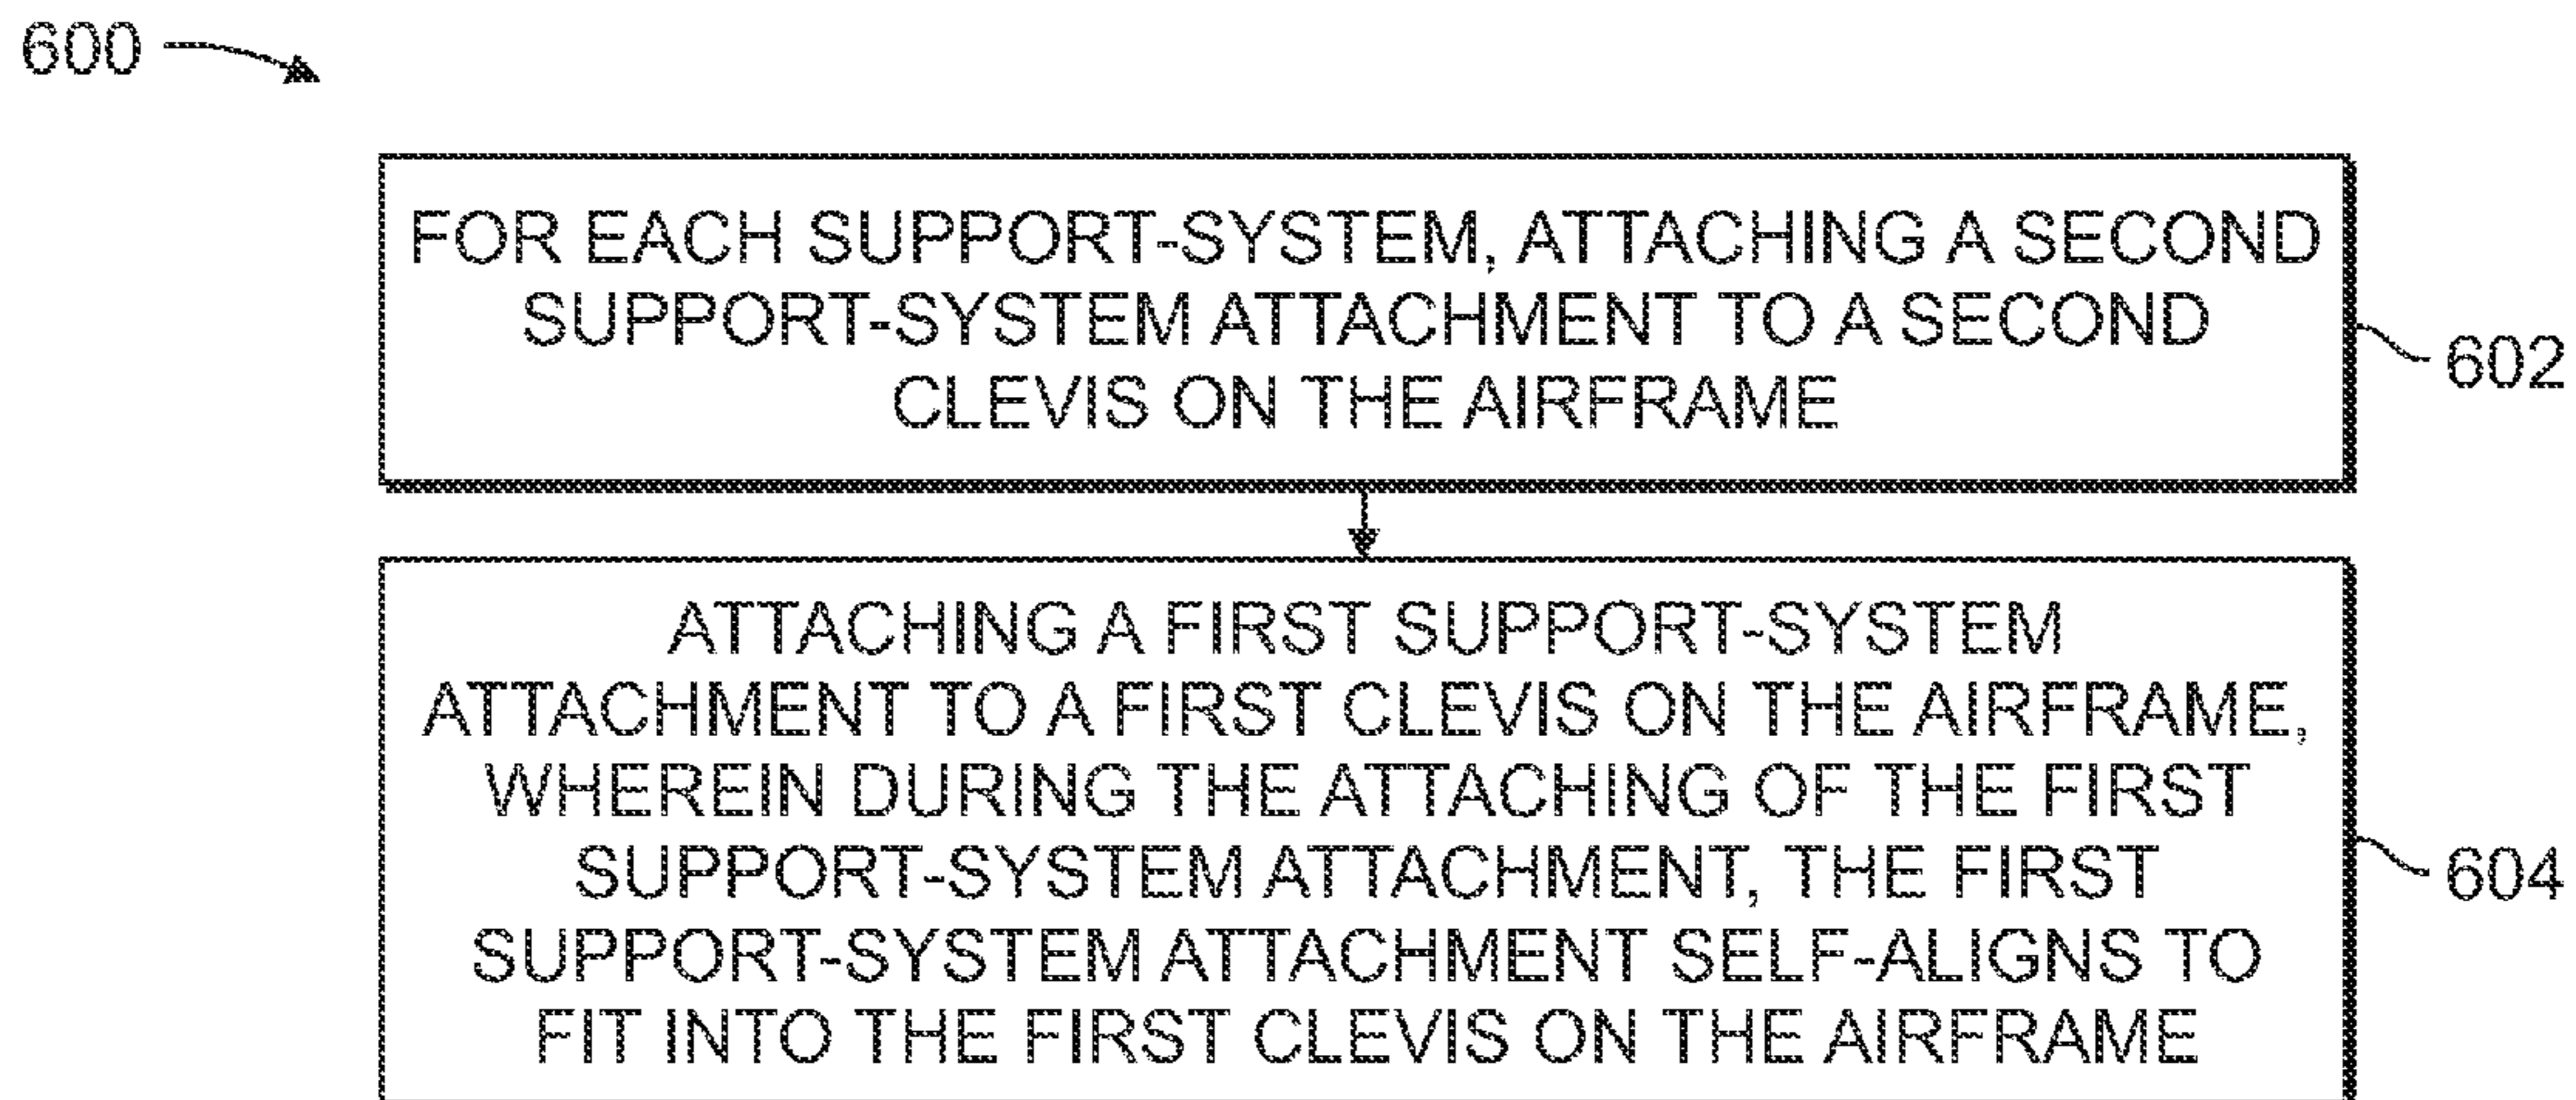 600
FOR EACH SUPPORT-SYSTEM, ATTACHING A SECOND
SUPPORT-SYSTEM ATTACHMENT TO A SECOND
CLEVIS ON THE AIRFRAME
602
ATTACHING A FIRST SUPPORT-SYSTEM
ATTACHMENT TO A FIRST CLEVIS ON THE AIRFRAME,
WHEREIN DURING THE ATTACHING OF THE FIRST
SUPPORT-SYSTEM ATTACHMENT, THE FIRST
SUPPORT-SYSTEM ATTACHMENT SELF-ALIGNS TO
FIT INTO THE FIRST CLEVIS ON THE AIRFRAME
604